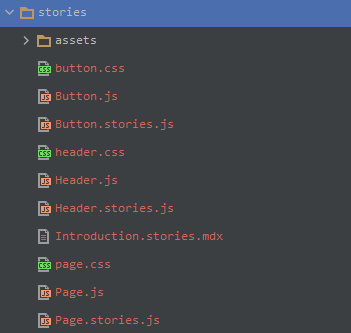 stories
assets
button.css
Button.js
Button.stories.js
header.css
Header.js
Header.stories.js
Introduction.stories.mdx
page.css
Page.js
Page.stories.js